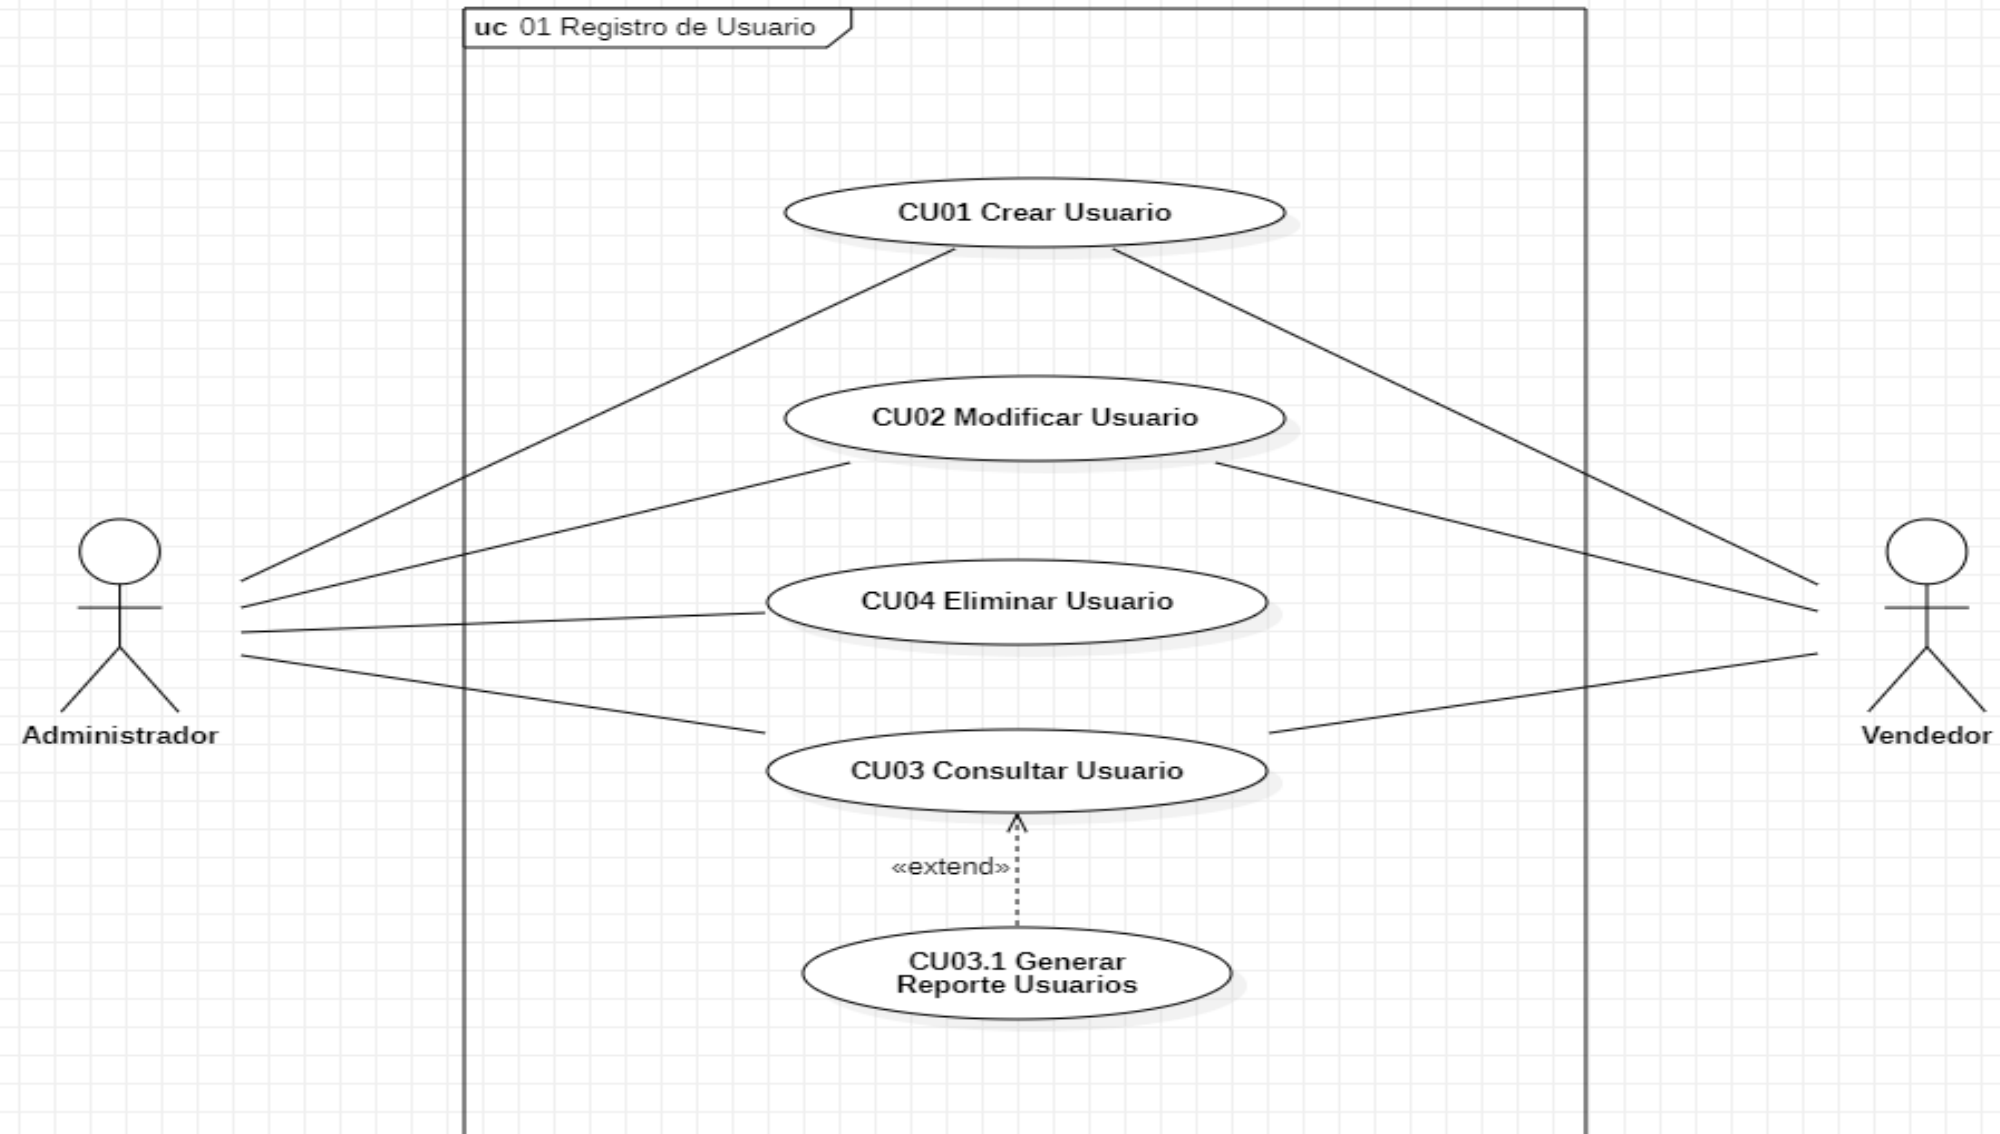 uc 01 Registro de Usuario
CU01 Crear Usuario
CU02 Modificar Usuario
CU04 Eliminar Usuario
Administrador
Vendedor
CU03 Consultar Usuario
«extend»
CU03.1 Generar
Reporte Usuarios